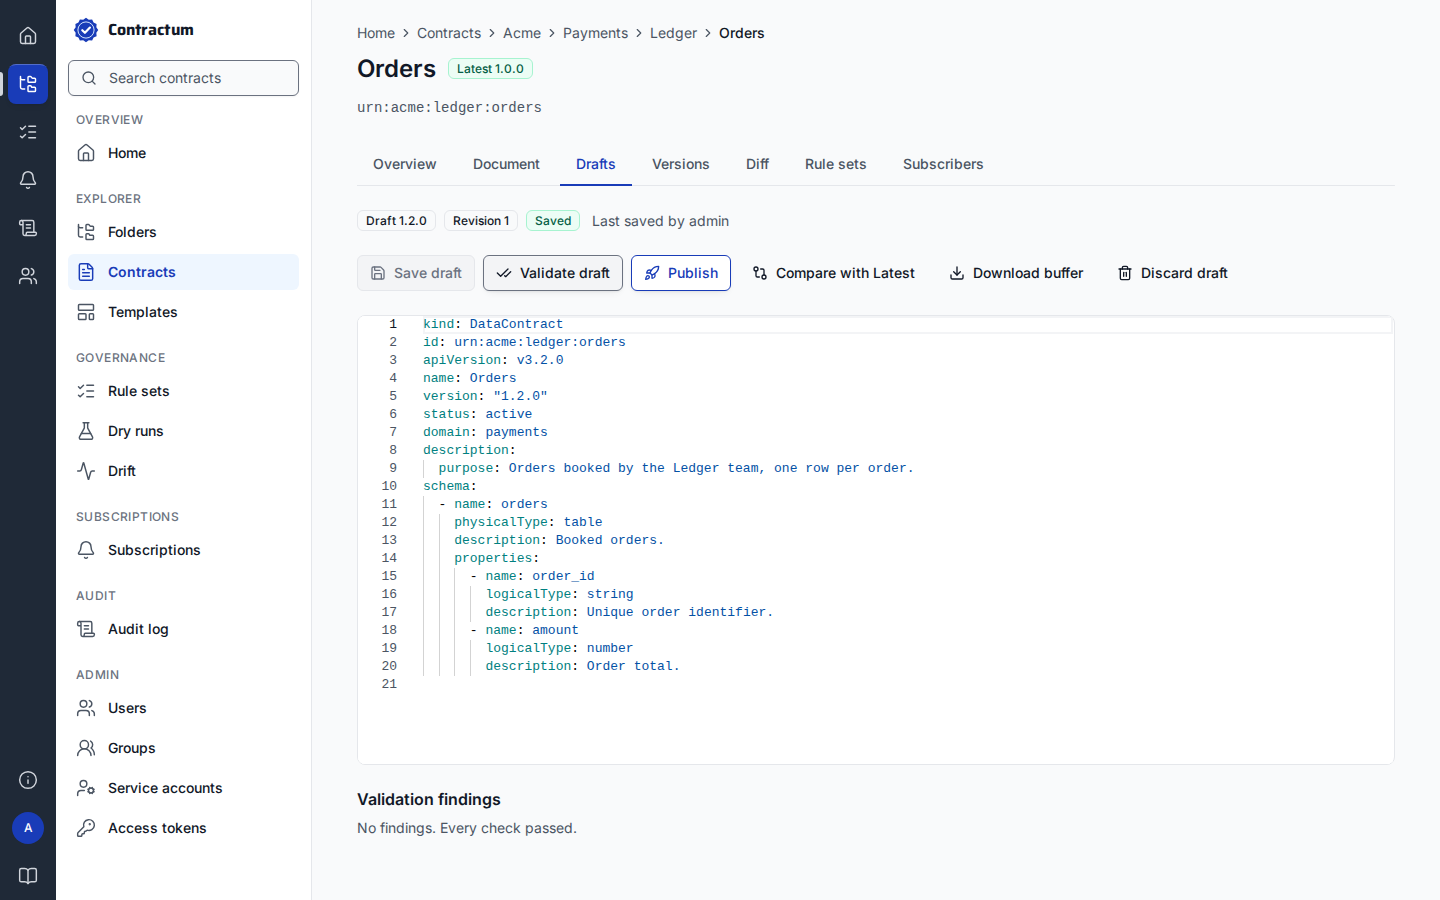 Contractum
Search contracts
OVERVIEW
Home
EXPLORER
Folders
Contracts
Templates
GOVERNANCE
Rule sets
Dry runs
Drift
SUBSCRIPTIONS
Subscriptions
AUDIT
Audit log
ADMIN
Users
Groups
Service accounts
Access tokens
A
Home > Contracts > Acme > Payments > Ledger > Orders
Orders Latest 1.0.0
urn:acme:ledger:orders
Overview Document Drafts Versions Diff Rule sets Subscribers
Draft 1.2.0 Revision 1 Saved Last saved by admin
Save draft Validate draft Publish Compare with Latest Download buffer Discard draft
1 kind: DataContract
2 id: urn:acme:ledger:orders
3 apiVersion: v3.2.0
4 name: Orders
5 version: "1.2.0"
6 status: active
7 domain: payments
8 description:
9 purpose: Orders booked by the Ledger team, one row per order.
10 schema:
11 - name: orders
12 physicalType: table
13 description: Booked orders.
14 properties:
15 - name: order_id
16 logicalType: string
17 description: Unique order identifier.
18 - name: amount
19 logicalType: number
20 description: Order total.
21
Validation findings
No findings. Every check passed.